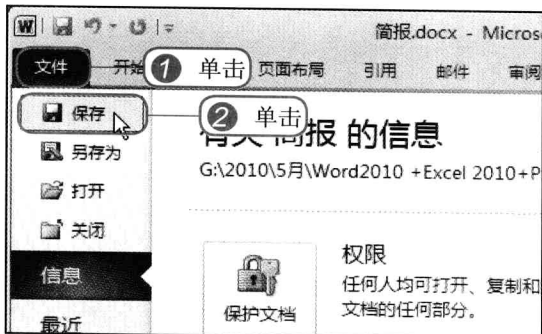 简报.docx - Micros
文件 开始 1 单击 页面布局 引用 邮件 审阅
保存 2 单击
有关 简报 的信息
另存为
G:\2010\5月\Word2010 +Excel 2010+P
打开
关闭
权限
信息
任何人均可打开、复制和
保护文档
文档的任何部分。
最近